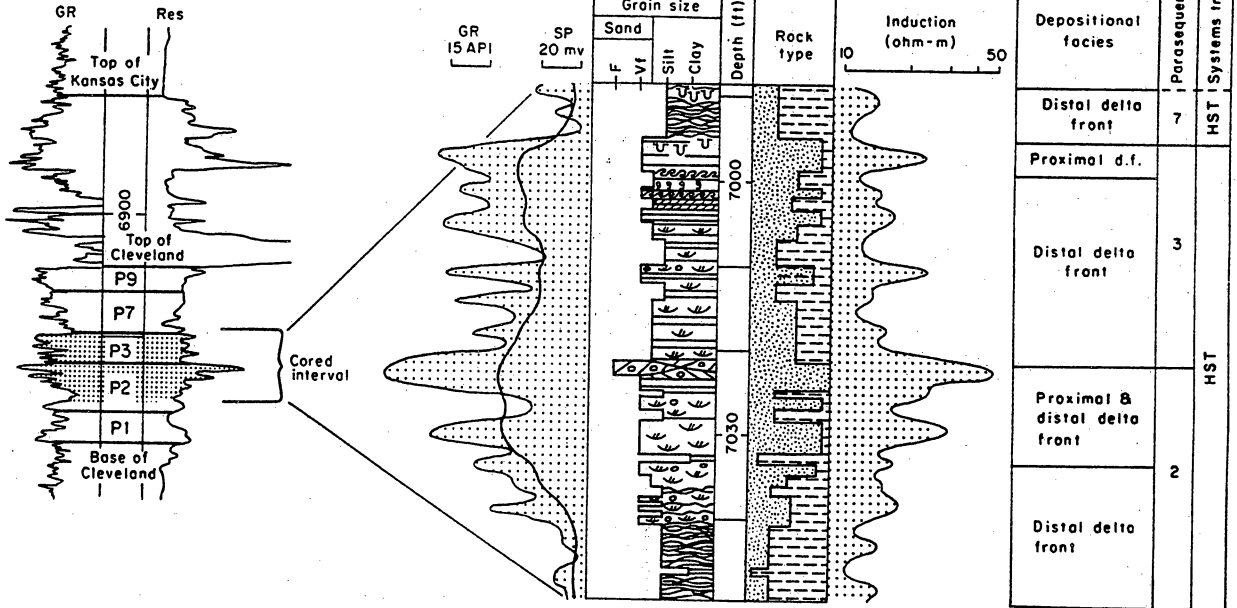 GR
Res
Top of
Kansas City
6900
Top of
Cleveland
P9
P7
P3
P2
P1
Base of
Cleveland
Cored
interval
GR
15 API
SP
20 mv
Grain size
Sand
F
Vf
Silt
Clay
Depth (ft)
7000
7030
Rock
type
Induction
(ohm-m)
10
50
Depositional
facies
Distal delta
front
Proximal d.f.
Distal delta
front
Proximal &
distal delta
front
Distal delta
front
Parasequen
7
3
2
Systems tr
HST
HST